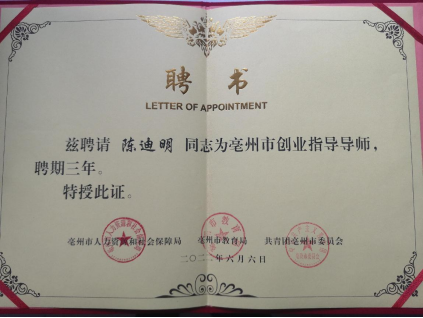 聘书
LETTER OF APPOINTMENT
兹聘请 陈迪明 同志为亳州市创业指导导师，
聘期三年。
特授此证。
亳州市人力资源和社会保障局 亳州市教育局 共青团亳州市委员会
二〇二〇年六月六日